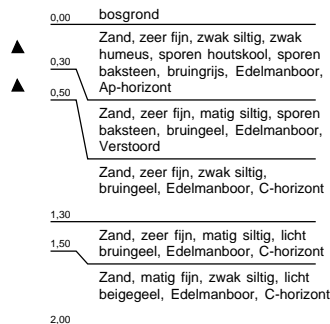 0,00
bosgrond
Zand, zeer fijn, zwak siltig, zwak
humeus, sporen houtskool, sporen
0,30
baksteen, bruingrijs, Edelmanboor,
Ap-horizont
0,50
Zand, zeer fijn, matig siltig, sporen
baksteen, bruingeel, Edelmanboor,
Verstoord
Zand, zeer fijn, zwak siltig,
bruingeel, Edelmanboor, C-horizont
1,30
Zand, zeer fijn, matig siltig, licht
bruingeel, Edelmanboor, C-horizont
1,50
Zand, matig fijn, zwak siltig, licht
beigegeel, Edelmanboor, C-horizont
2,00